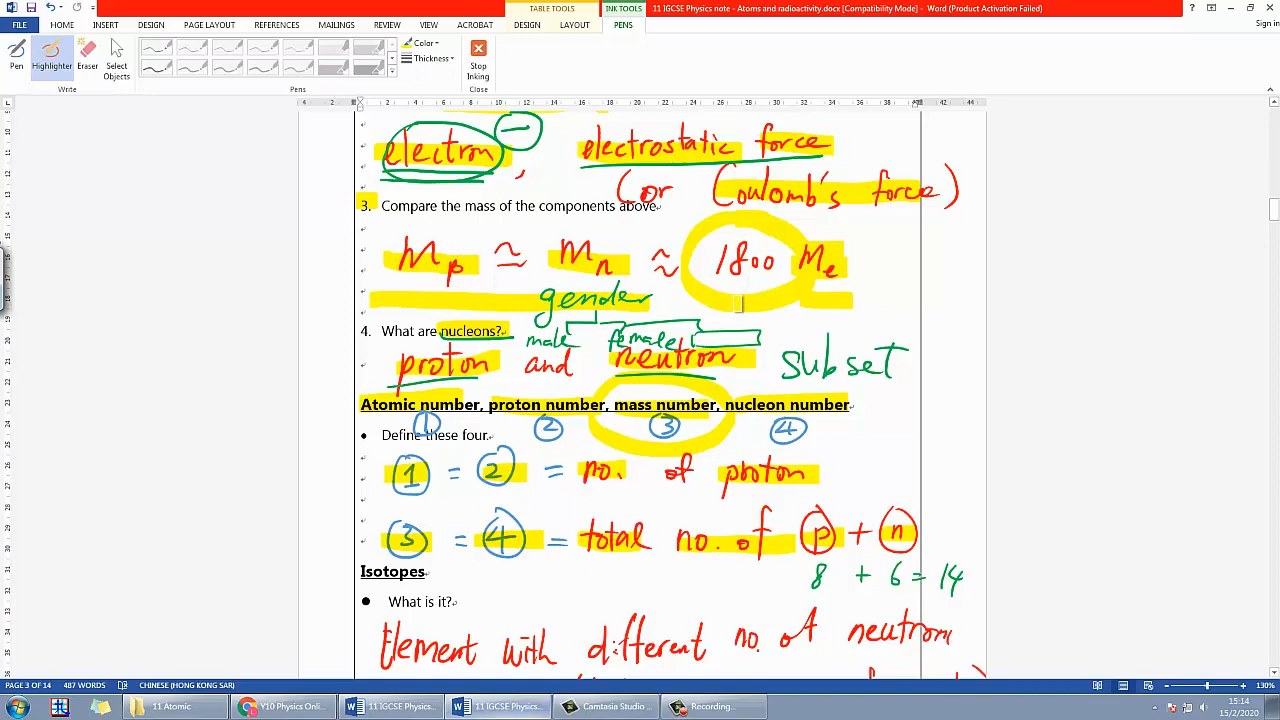 TABLE TOOLS
INK TOOLS
11 IGCSE Physics note - Atoms and radioactivity.docx [Compatibility Mode] - Word (Product Activation Failed)
FILE HOME INSERT DESIGN PAGE LAYOUT REFERENCES MAILINGS REVIEW VIEW ACROBAT DESIGN LAYOUT PENS
Sign in
Pen Highlighter Eraser Select Objects
Color
Thickness
Stop Inking
Write
Pens
Close
electron −, electrostatic force
(or (oulomb's force)
3. Compare the mass of the components above
Mp ≃ Mn ≈ 1800 Me
gender
4. What are nucleons?
male female
proton and neutron subset
Atomic number, proton number, mass number, nucleon number
① ② ③ ④
• Define these four.
① = ② = no. of proton
③ = ④ = total no. of p + n
8 + 6 = 14
Isotopes
● What is it?
Element with different no. of neutrons
PAGE 3 OF 14 487 WORDS CHINESE (HONG KONG SAR)
130%
11 Atomic
Y10 Physics Onli...
11 IGCSE Physics...
11 IGCSE Physics...
Camtasia Studio ...
Recording...
15:14
15/2/2020